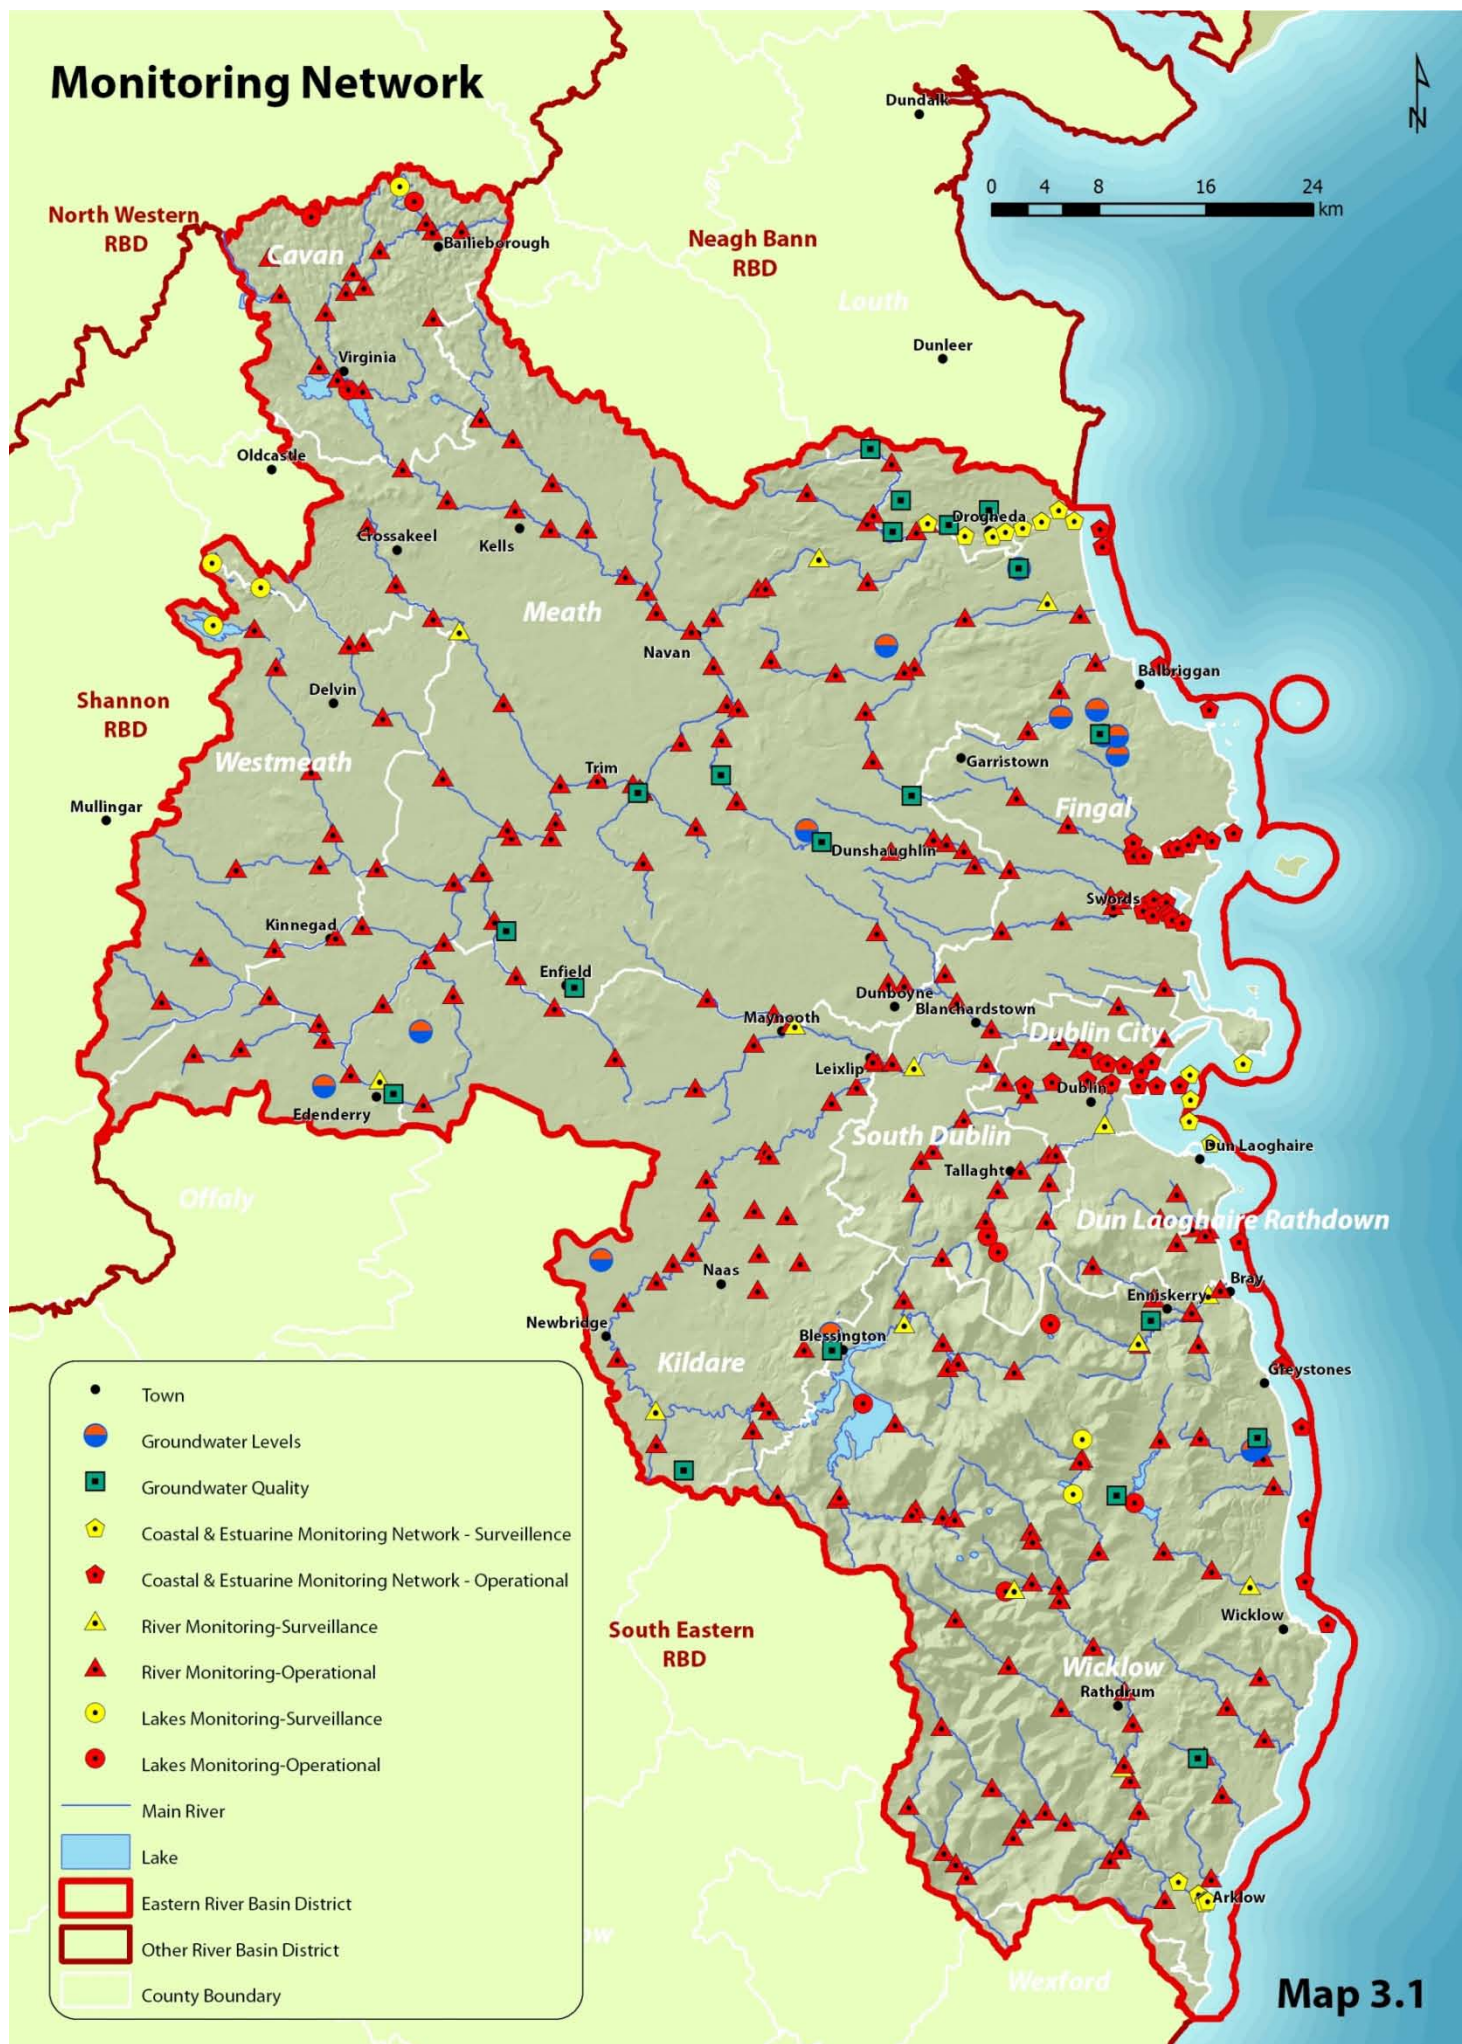 Monitoring Network
N
Dundalk
0 4 8 16 24
km
North Western
RBD
Cavan
Bailieborough
Neagh Bann
RBD
Louth
Dunleer
Virginia
Oldcastle
Crossakeel
Kells
Drogheda
Meath
Navan
Balbriggan
Delvin
Shannon
RBD
Westmeath
Trim
Garristown
Mullingar
Fingal
Dunshaughlin
Swords
Kinnegad
Enfield
Dunboyne
Blanchardstown
Maynooth
Dublin City
Leixlip
Dublin
Edenderry
South Dublin
Dun Laoghaire
Tallaght
Offaly
Dun Laoghaire Rathdown
Naas
Bray
Enniskerry
Newbridge
Blessington
Kildare
Greystones
Town
Groundwater Levels
Groundwater Quality
Coastal & Estuarine Monitoring Network - Surveillence
Coastal & Estuarine Monitoring Network - Operational
River Monitoring-Surveillance
River Monitoring-Operational
Lakes Monitoring-Surveillance
Lakes Monitoring-Operational
Main River
Lake
Eastern River Basin District
Other River Basin District
County Boundary
Wicklow
South Eastern
RBD
Wicklow
Rathdrum
Arklow
ow
Wexford
Map 3.1